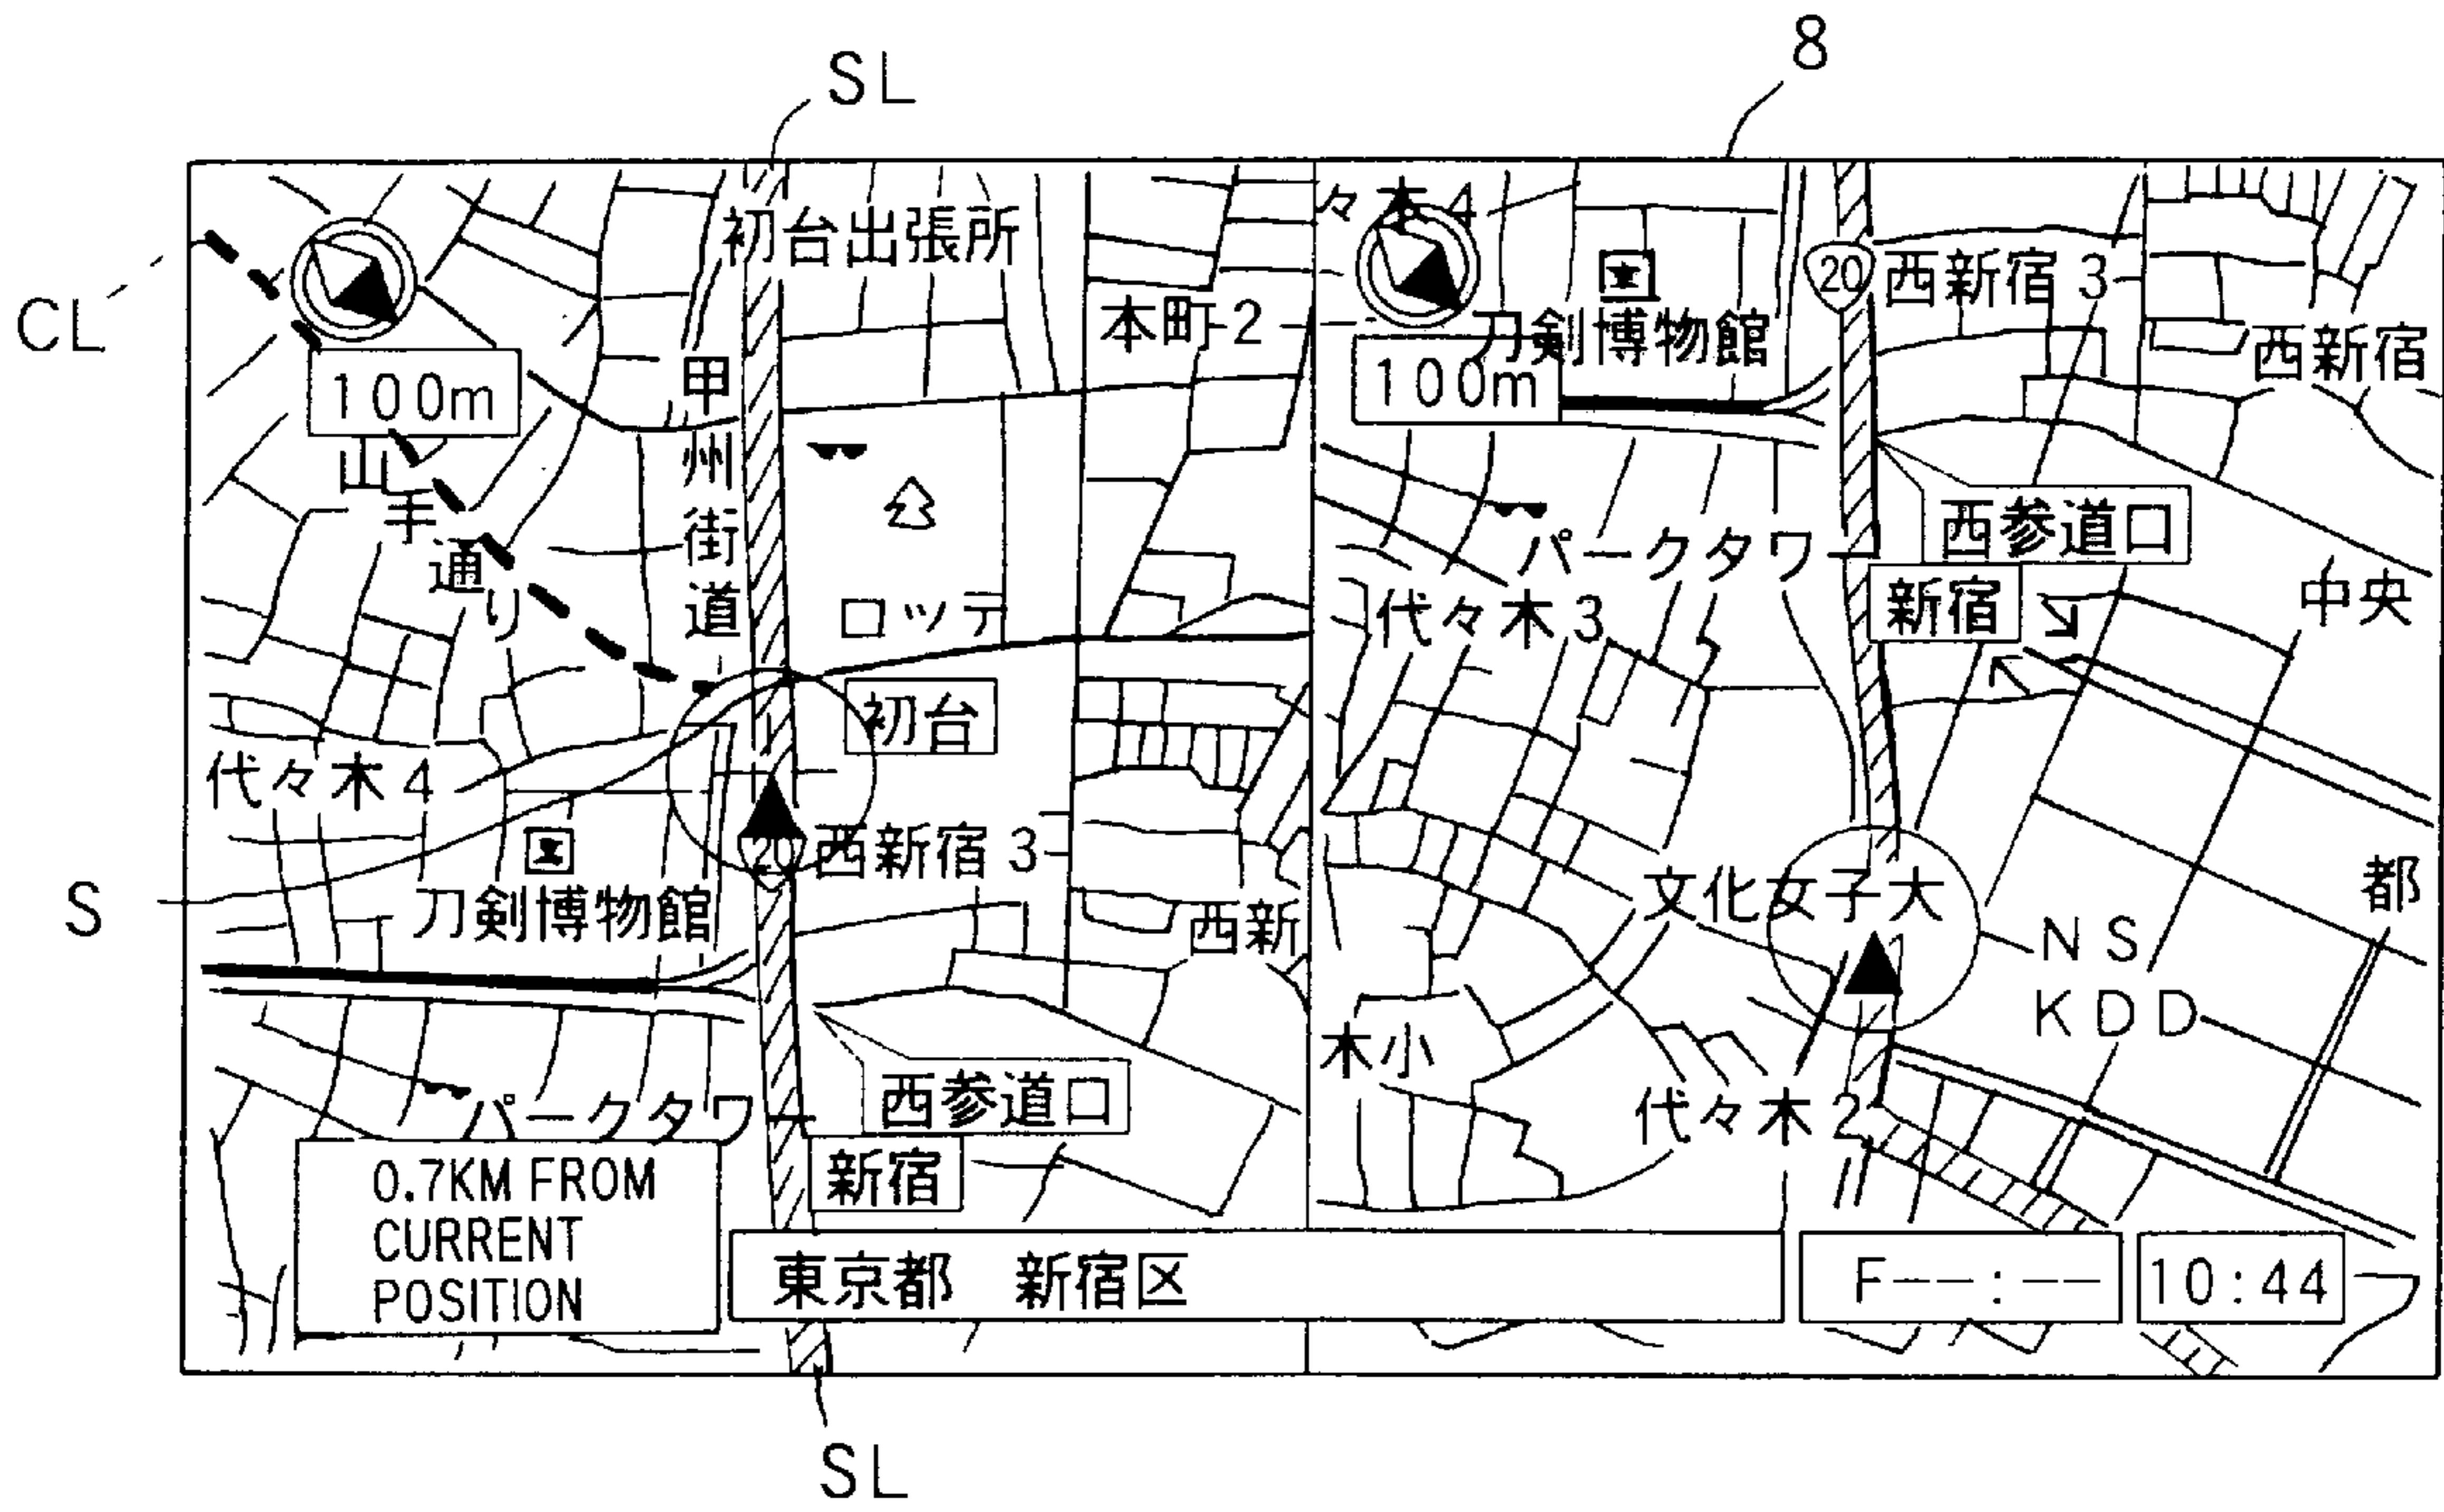 8
SL
CL
S
SL
初台出張所
本町-2
100m
甲州街道
山手通り
ロッテ
初台
代々木4
20
西新宿3
刀剣博物館
西新
西参道口
パークタワー
新宿
0.7KM FROM
CURRENT
POSITION
東京都 新宿区
F--:--
10:44
々木4
20
西新宿3
刀剣博物館
西新宿
100m
西参道口
パークタワー
新宿
中央
代々木3
都
文化女子大
NS
KDD
木小
代々木2